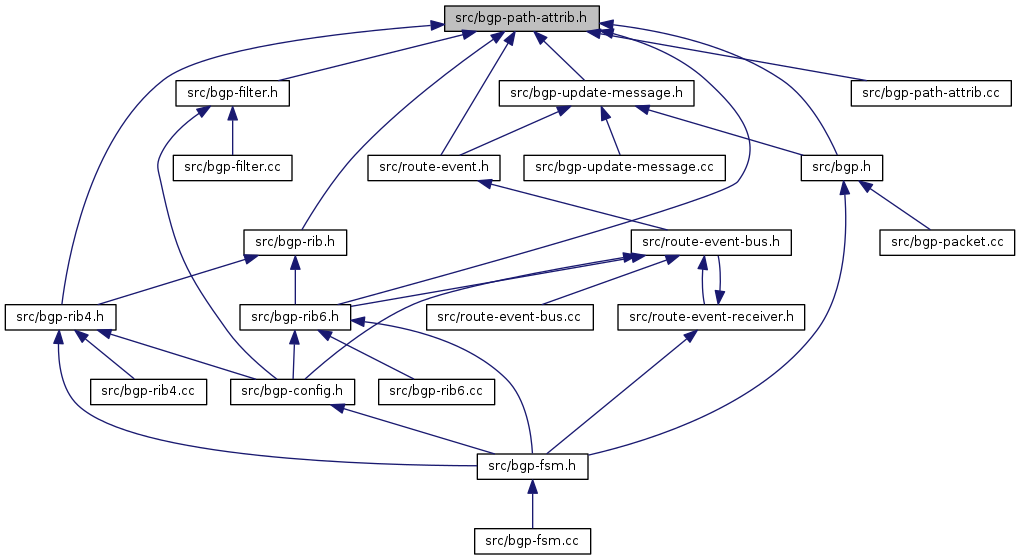 src/bgp-path-attrib.h
src/bgp-filter.h
src/bgp-update-message.h
src/bgp-path-attrib.cc
src/bgp-filter.cc
src/route-event.h
src/bgp-update-message.cc
src/bgp.h
src/bgp-rib.h
src/route-event-bus.h
src/bgp-packet.cc
src/bgp-rib4.h
src/bgp-rib6.h
src/route-event-bus.cc
src/route-event-receiver.h
src/bgp-rib4.cc
src/bgp-config.h
src/bgp-rib6.cc
src/bgp-fsm.h
src/bgp-fsm.cc